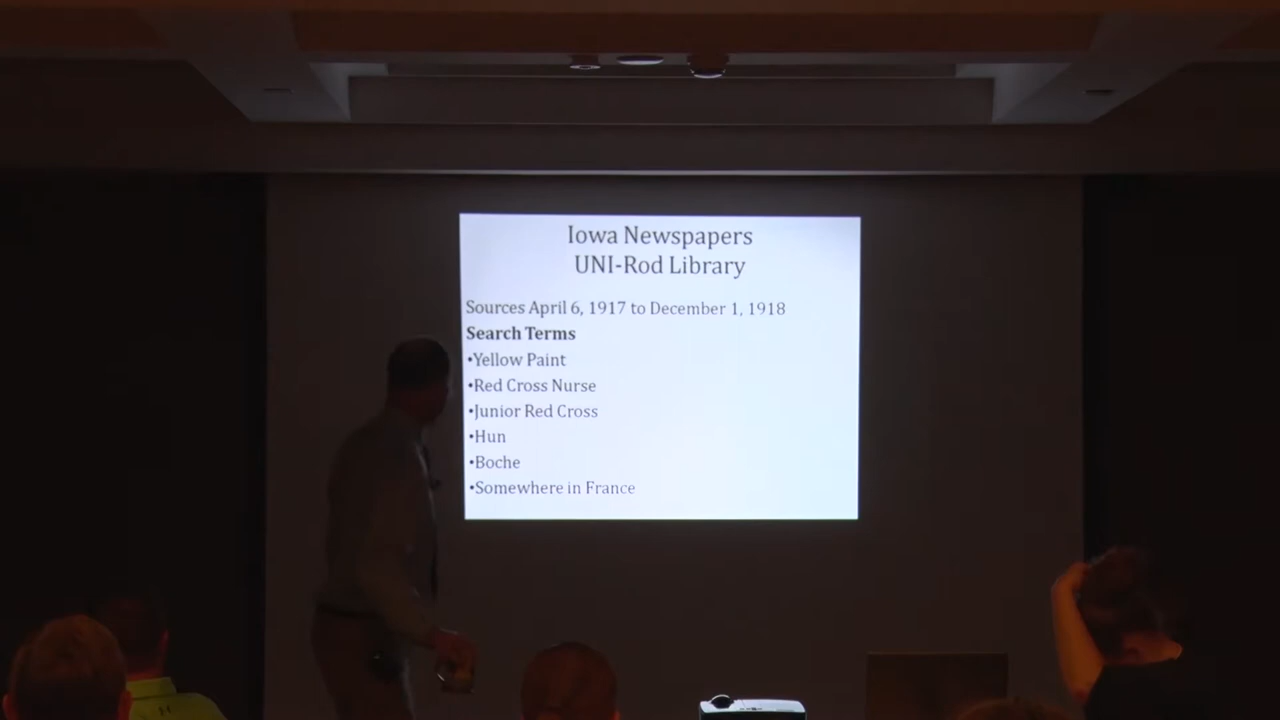 Iowa Newspapers
UNI-Rod Library
Sources April 6, 1917 to December 1, 1918
Search Terms
•Yellow Paint
•Red Cross Nurse
•Junior Red Cross
•Hun
•Boche
•Somewhere in France